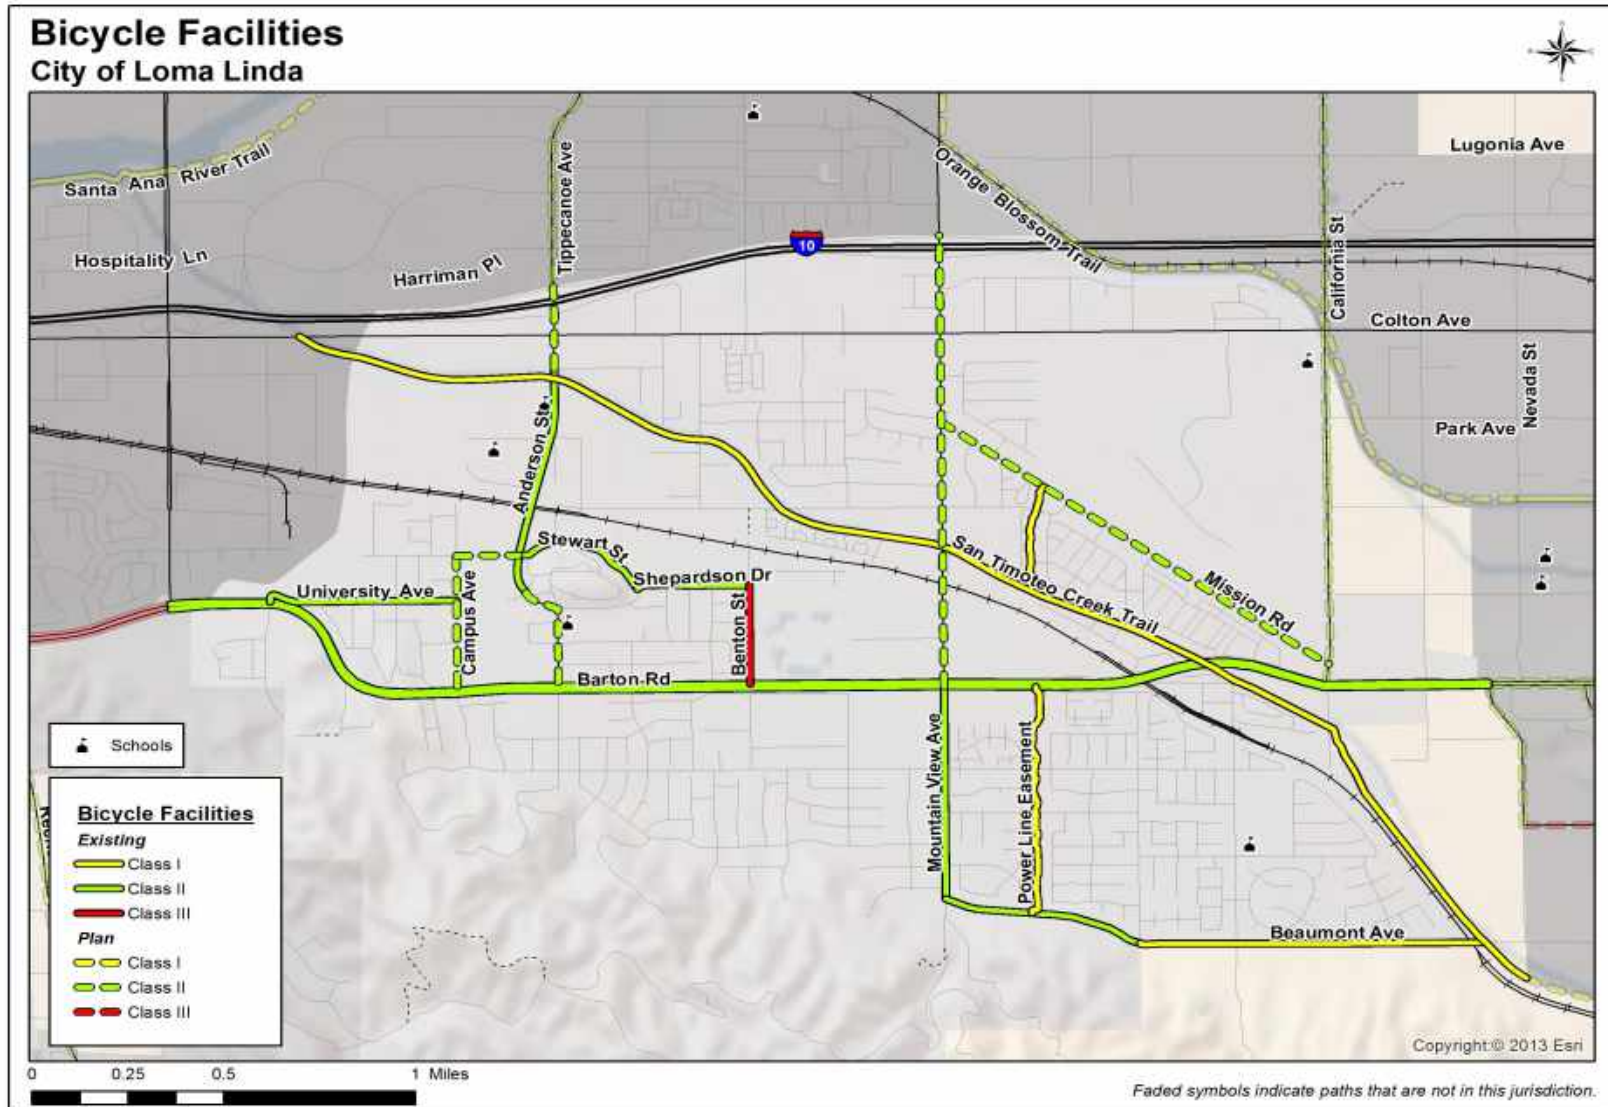 Bicycle Facilities
City of Loma Linda
Lugonia Ave
Santa Ana River Trail
Tippecanoe Ave
Orange Blossom Trail
California St
10
Hospitality Ln
Harriman Pl
Colton Ave
Nevada St
Park Ave
Anderson St
Stewart St
San Timoteo Creek Trail
Shepardson Dr
Mission Rd
University Ave
Campus Ave
Benton St
Barton Rd
Mountain View Ave
Power Line Easement
Beaumont Ave
Schools
Bicycle Facilities
Existing
Class I
Class II
Class III
Plan
Class I
Class II
Class III
Copyright:© 2013 Esri
0 0.25 0.5 1 Miles
Faded symbols indicate paths that are not in this jurisdiction.